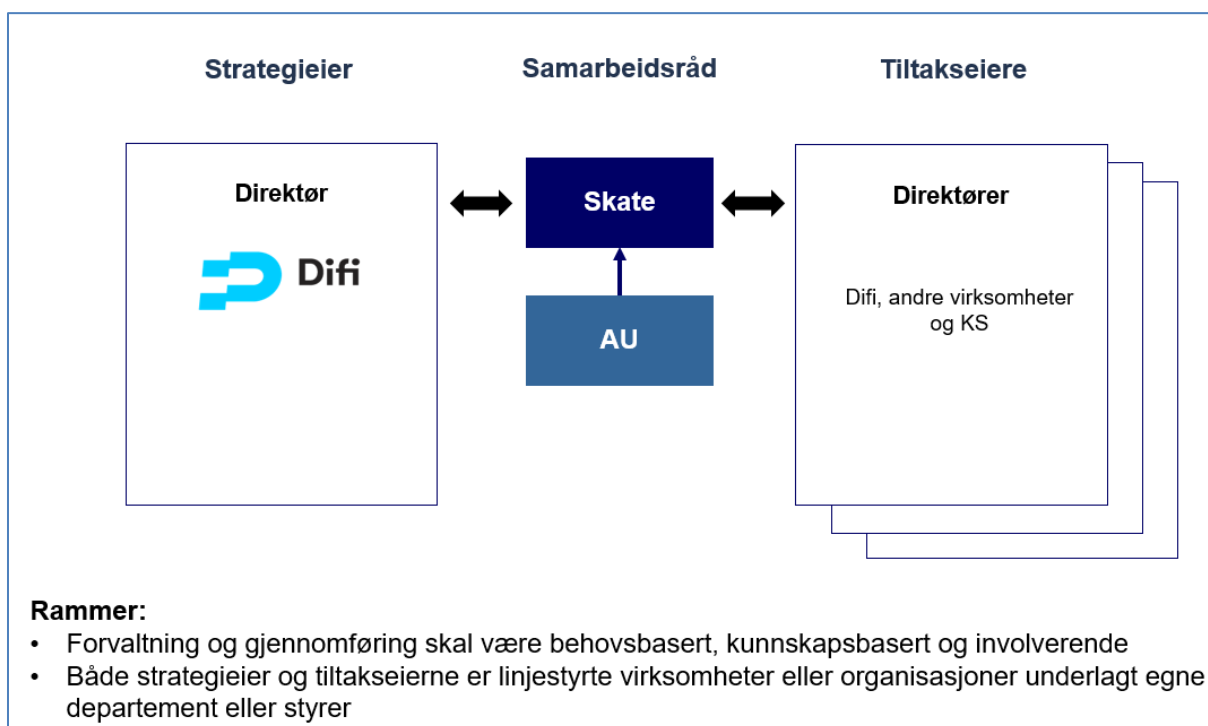 Strategieier
Samarbeidsråd
Tiltakseiere
Direktør
Difi
Skate
AU
Direktører
Difi, andre virksomheter
og KS
Rammer:
• Forvaltning og gjennomføring skal være behovsbasert, kunnskapsbasert og involverende
• Både strategieier og tiltakseierne er linjestyrte virksomheter eller organisasjoner underlagt egne
departement eller styrer